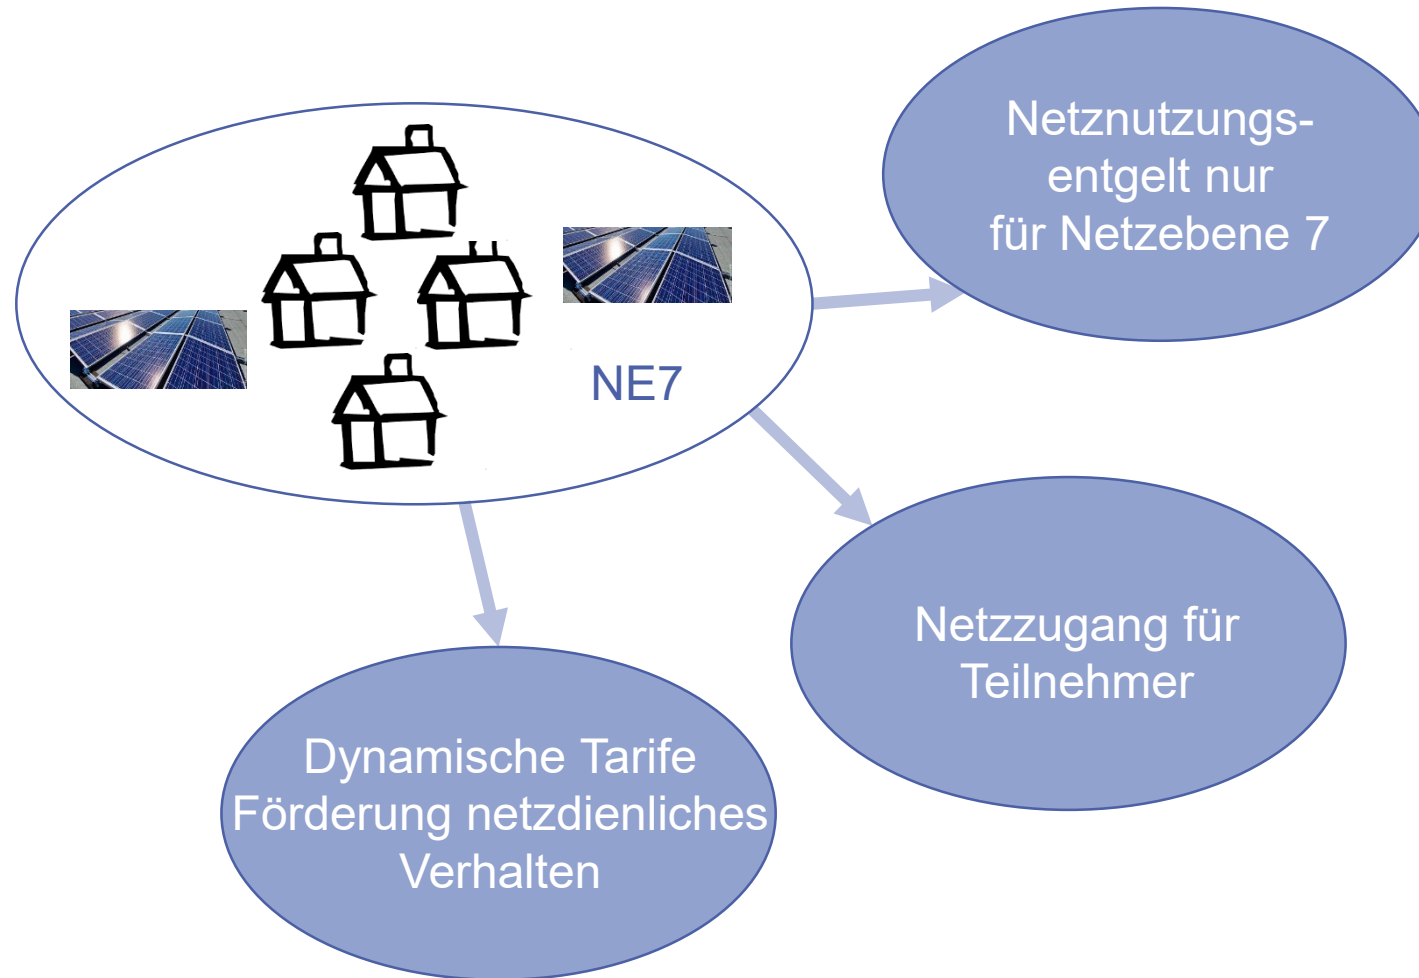 Netznutzungs-
entgelt nur
für Netzebene 7
NE7
Netzzugang für
Teilnehmer
Dynamische Tarife
Förderung netzdienliches
Verhalten